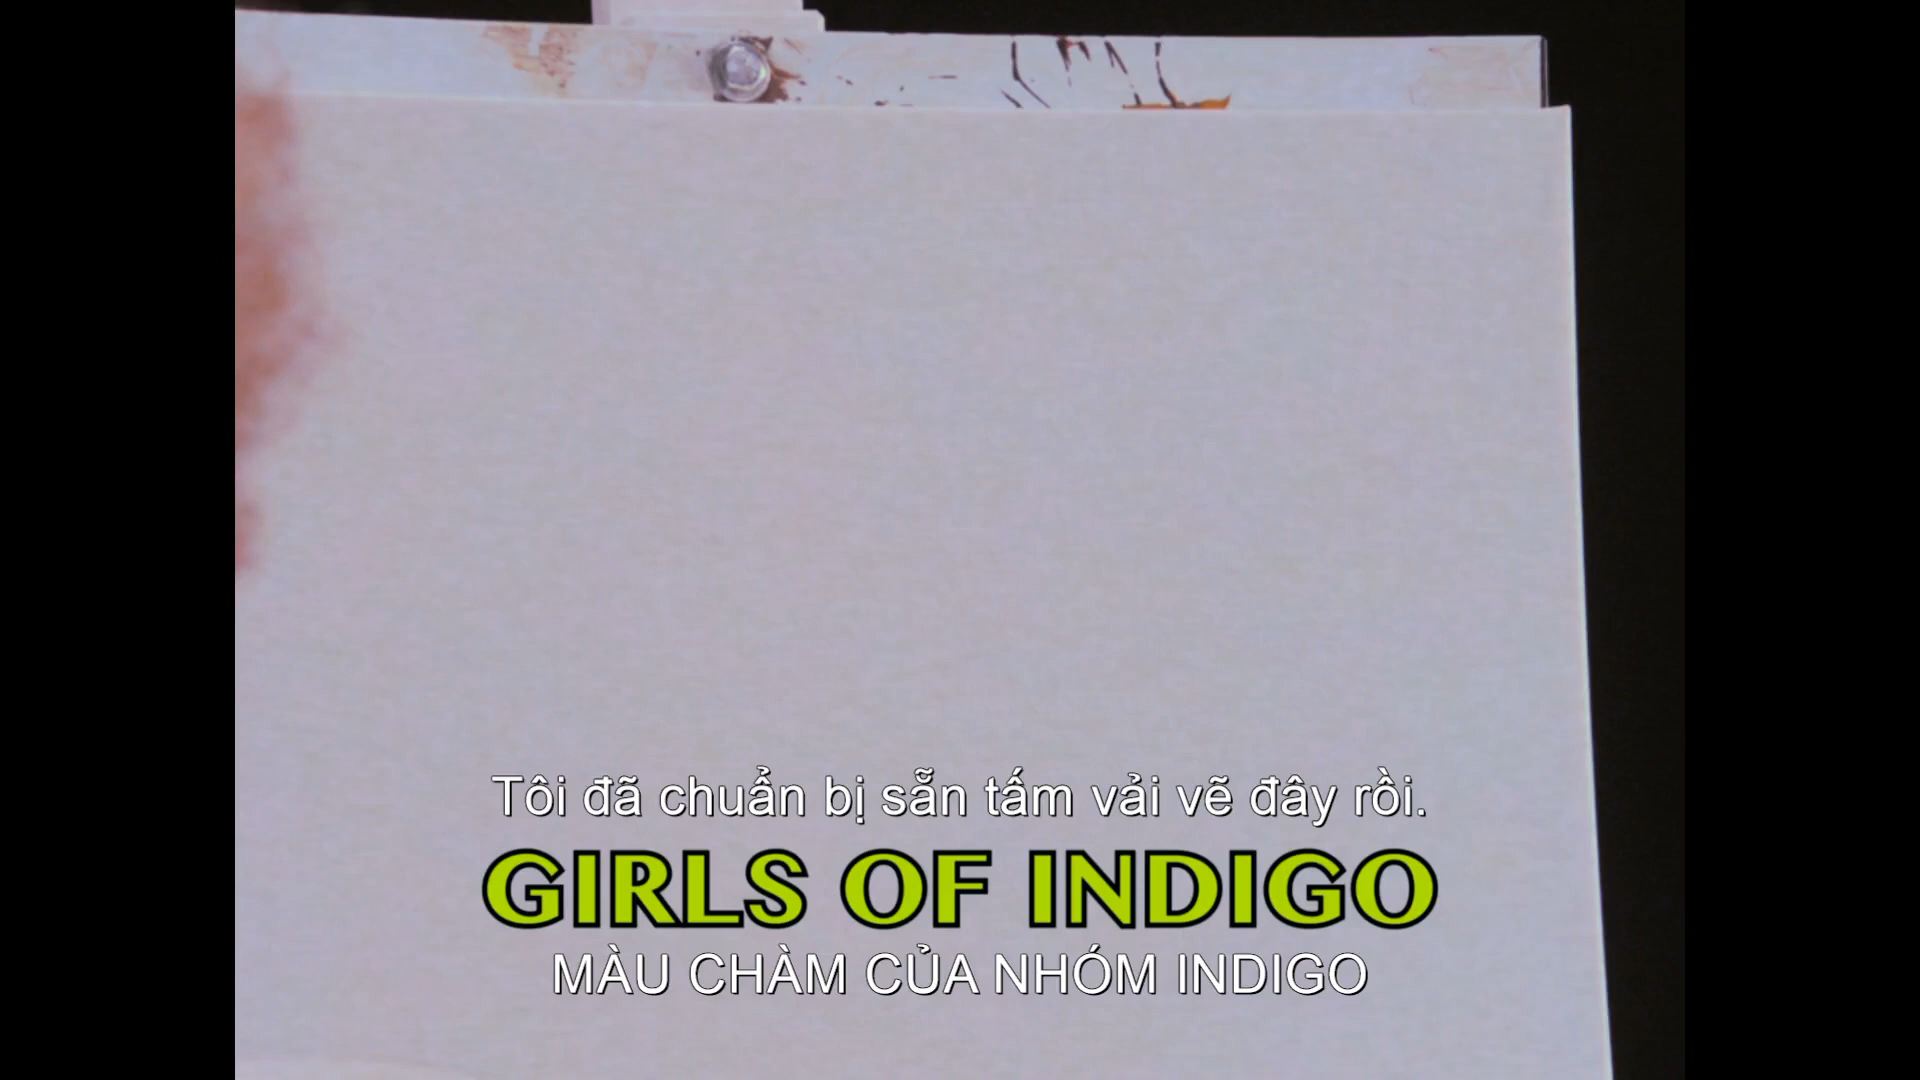 Tôi đã chuẩn bị sẵn tấm vải vẽ đây rồi.
GIRLS OF INDIGO
MÀU CHÀM CỦA NHÓM INDIGO